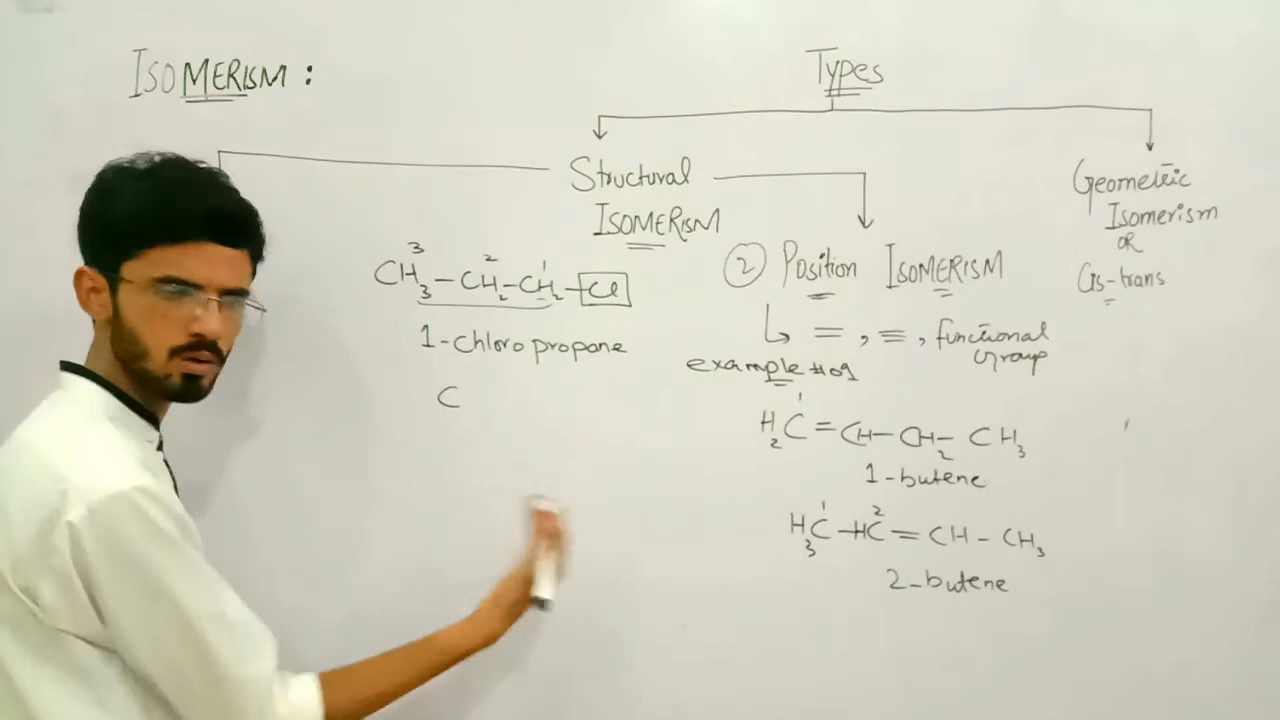 ISOMERISM :
Types
Structural
ISOMERISM
Geometric
Isomerism
OR
Cis-trans
3 2 1
CH3-CH2-CH2-Cl
1-chloropropane
C
② Position ISOMERISM
=, ≡, functional
group
example #01
1
H2C=CH-CH2-CH3
1-butene
1 2
H3C-HC=CH-CH3
2-butene